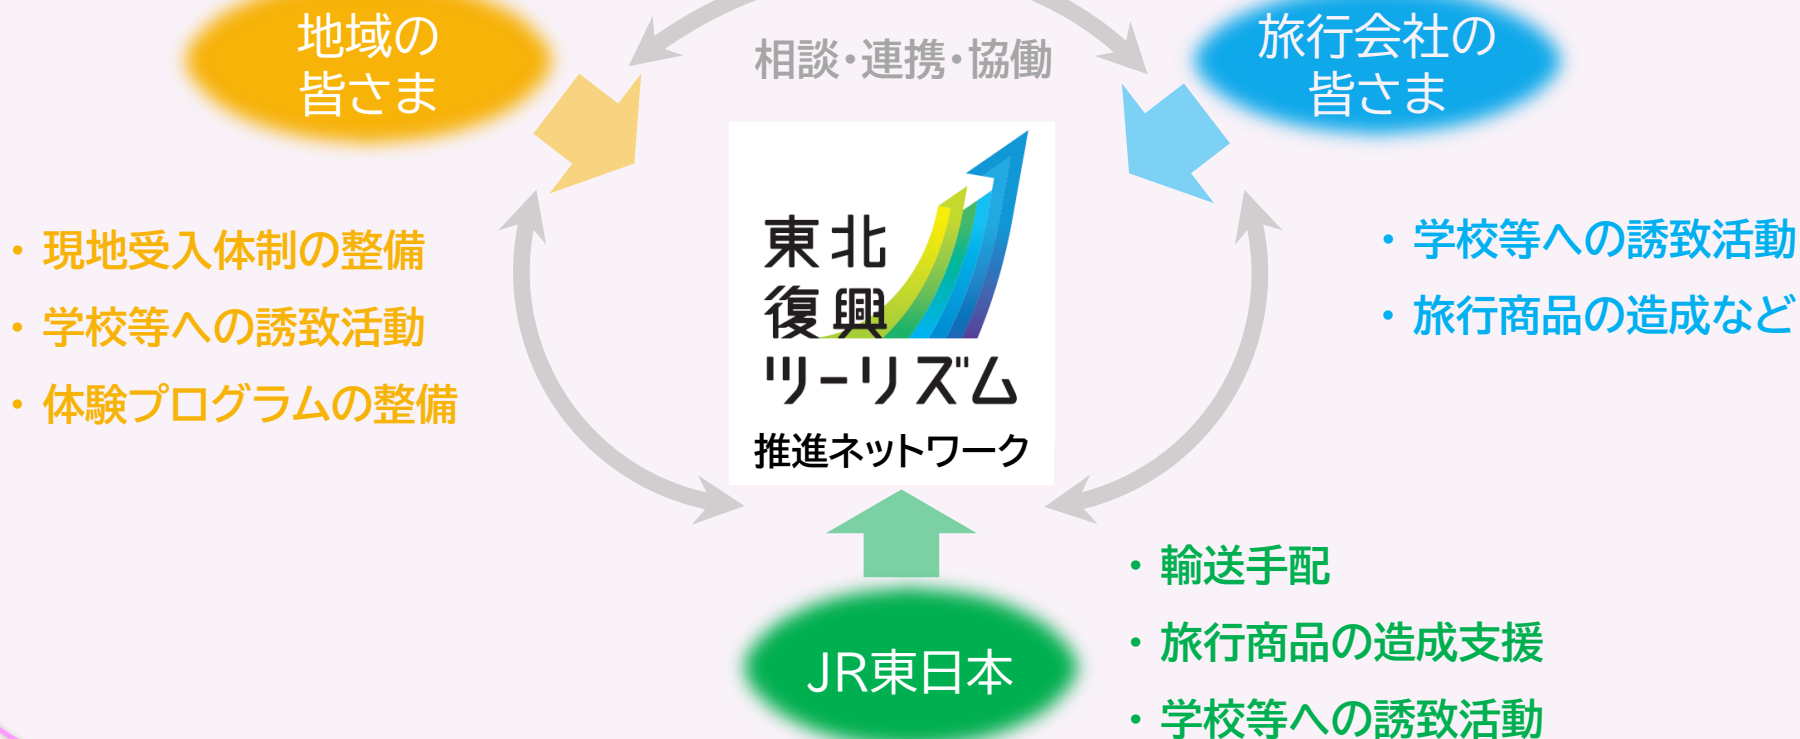 地域の
皆さま
相談・連携・協働
旅行会社の
皆さま
・現地受入体制の整備
・学校等への誘致活動
・体験プログラムの整備
東北
復興
ツーリズム
推進ネットワーク
・学校等への誘致活動
・旅行商品の造成など
JR東日本
・輸送手配
・旅行商品の造成支援
・学校等への誘致活動